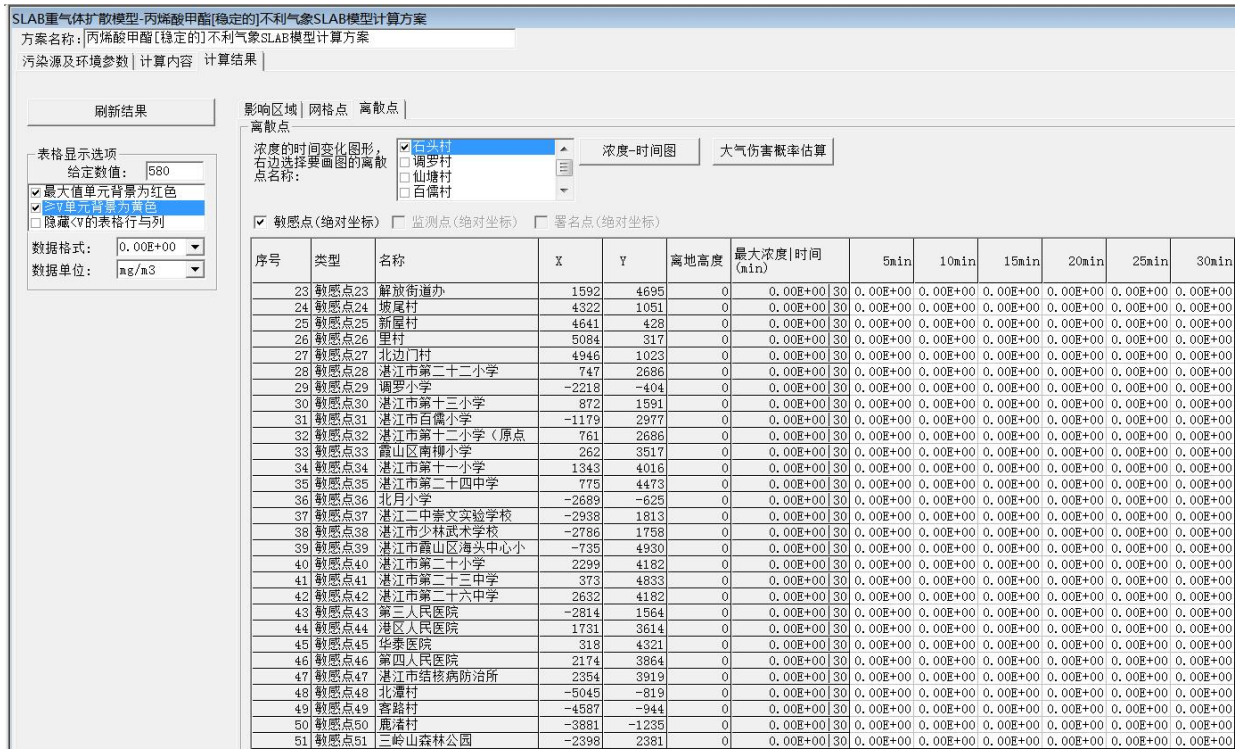 SLAB重气体扩散模型-丙烯酸甲酯[稳定的]不利气象SLAB模型计算方案
方案名称: 丙烯酸甲酯[稳定的]不利气象SLAB模型计算方案
污染源及环境参数 计算内容 计算结果
刷新结果
表格显示选项
给定数值: 580
最大值单元背景为红色
≥V单元背景为黄色
隐藏<V的表格行与列
数据格式: 0.00E+00
数据单位: mg/m3
影响区域 网格点 离散点
离散点
浓度的时间变化图形,
右边选择要画图的离散
点名称:
石头村
调罗村
仙塘村
百儒村
浓度-时间图 大气伤害概率估算
敏感点(绝对坐标) 监测点(绝对坐标) 署名点(绝对坐标)
序号 类型 名称 X Y 离地高度 最大浓度|时间(min) 5min 10min 15min 20min 25min 30min
23 敏感点23 解放街道办 1592 4695 0 0.00E+00|30 0.00E+00 0.00E+00 0.00E+00 0.00E+00 0.00E+00 0.00E+00
24 敏感点24 坡尾村 4322 1051 0 0.00E+00|30 0.00E+00 0.00E+00 0.00E+00 0.00E+00 0.00E+00 0.00E+00
25 敏感点25 新屋村 4641 428 0 0.00E+00|30 0.00E+00 0.00E+00 0.00E+00 0.00E+00 0.00E+00 0.00E+00
26 敏感点26 里村 5084 317 0 0.00E+00|30 0.00E+00 0.00E+00 0.00E+00 0.00E+00 0.00E+00 0.00E+00
27 敏感点27 北边门村 4946 1023 0 0.00E+00|30 0.00E+00 0.00E+00 0.00E+00 0.00E+00 0.00E+00 0.00E+00
28 敏感点28 湛江市第二十二小学 747 2686 0 0.00E+00|30 0.00E+00 0.00E+00 0.00E+00 0.00E+00 0.00E+00 0.00E+00
29 敏感点29 调罗小学 -2218 -404 0 0.00E+00|30 0.00E+00 0.00E+00 0.00E+00 0.00E+00 0.00E+00 0.00E+00
30 敏感点30 湛江市第十三小学 872 1591 0 0.00E+00|30 0.00E+00 0.00E+00 0.00E+00 0.00E+00 0.00E+00 0.00E+00
31 敏感点31 湛江市百儒小学 -1179 2977 0 0.00E+00|30 0.00E+00 0.00E+00 0.00E+00 0.00E+00 0.00E+00 0.00E+00
32 敏感点32 湛江市第十二小学（原点 761 2686 0 0.00E+00|30 0.00E+00 0.00E+00 0.00E+00 0.00E+00 0.00E+00 0.00E+00
33 敏感点33 霞山区南柳小学 262 3517 0 0.00E+00|30 0.00E+00 0.00E+00 0.00E+00 0.00E+00 0.00E+00 0.00E+00
34 敏感点34 湛江市第十一小学 1343 4016 0 0.00E+00|30 0.00E+00 0.00E+00 0.00E+00 0.00E+00 0.00E+00 0.00E+00
35 敏感点35 湛江市第二十四中学 775 4473 0 0.00E+00|30 0.00E+00 0.00E+00 0.00E+00 0.00E+00 0.00E+00 0.00E+00
36 敏感点36 北月小学 -2689 -625 0 0.00E+00|30 0.00E+00 0.00E+00 0.00E+00 0.00E+00 0.00E+00 0.00E+00
37 敏感点37 湛江二中崇文实验学校 -2938 1813 0 0.00E+00|30 0.00E+00 0.00E+00 0.00E+00 0.00E+00 0.00E+00 0.00E+00
38 敏感点38 湛江市少林武术学校 -2786 1758 0 0.00E+00|30 0.00E+00 0.00E+00 0.00E+00 0.00E+00 0.00E+00 0.00E+00
39 敏感点39 湛江市霞山区海头中心小 -735 4930 0 0.00E+00|30 0.00E+00 0.00E+00 0.00E+00 0.00E+00 0.00E+00 0.00E+00
40 敏感点40 湛江市第二十小学 2299 4182 0 0.00E+00|30 0.00E+00 0.00E+00 0.00E+00 0.00E+00 0.00E+00 0.00E+00
41 敏感点41 湛江市第二十三中学 373 4833 0 0.00E+00|30 0.00E+00 0.00E+00 0.00E+00 0.00E+00 0.00E+00 0.00E+00
42 敏感点42 湛江市第二十六中学 2632 4182 0 0.00E+00|30 0.00E+00 0.00E+00 0.00E+00 0.00E+00 0.00E+00 0.00E+00
43 敏感点43 第三人民医院 -2814 1564 0 0.00E+00|30 0.00E+00 0.00E+00 0.00E+00 0.00E+00 0.00E+00 0.00E+00
44 敏感点44 港区人民医院 1731 3614 0 0.00E+00|30 0.00E+00 0.00E+00 0.00E+00 0.00E+00 0.00E+00 0.00E+00
45 敏感点45 华泰医院 318 4321 0 0.00E+00|30 0.00E+00 0.00E+00 0.00E+00 0.00E+00 0.00E+00 0.00E+00
46 敏感点46 第四人民医院 2174 3864 0 0.00E+00|30 0.00E+00 0.00E+00 0.00E+00 0.00E+00 0.00E+00 0.00E+00
47 敏感点47 湛江市结核病防治所 2354 3919 0 0.00E+00|30 0.00E+00 0.00E+00 0.00E+00 0.00E+00 0.00E+00 0.00E+00
48 敏感点48 北潭村 -5045 -819 0 0.00E+00|30 0.00E+00 0.00E+00 0.00E+00 0.00E+00 0.00E+00 0.00E+00
49 敏感点49 客路村 -4587 -944 0 0.00E+00|30 0.00E+00 0.00E+00 0.00E+00 0.00E+00 0.00E+00 0.00E+00
50 敏感点50 鹿渚村 -3881 -1235 0 0.00E+00|30 0.00E+00 0.00E+00 0.00E+00 0.00E+00 0.00E+00 0.00E+00
51 敏感点51 三岭山森林公园 -2398 2381 0 0.00E+00|30 0.00E+00 0.00E+00 0.00E+00 0.00E+00 0.00E+00 0.00E+00